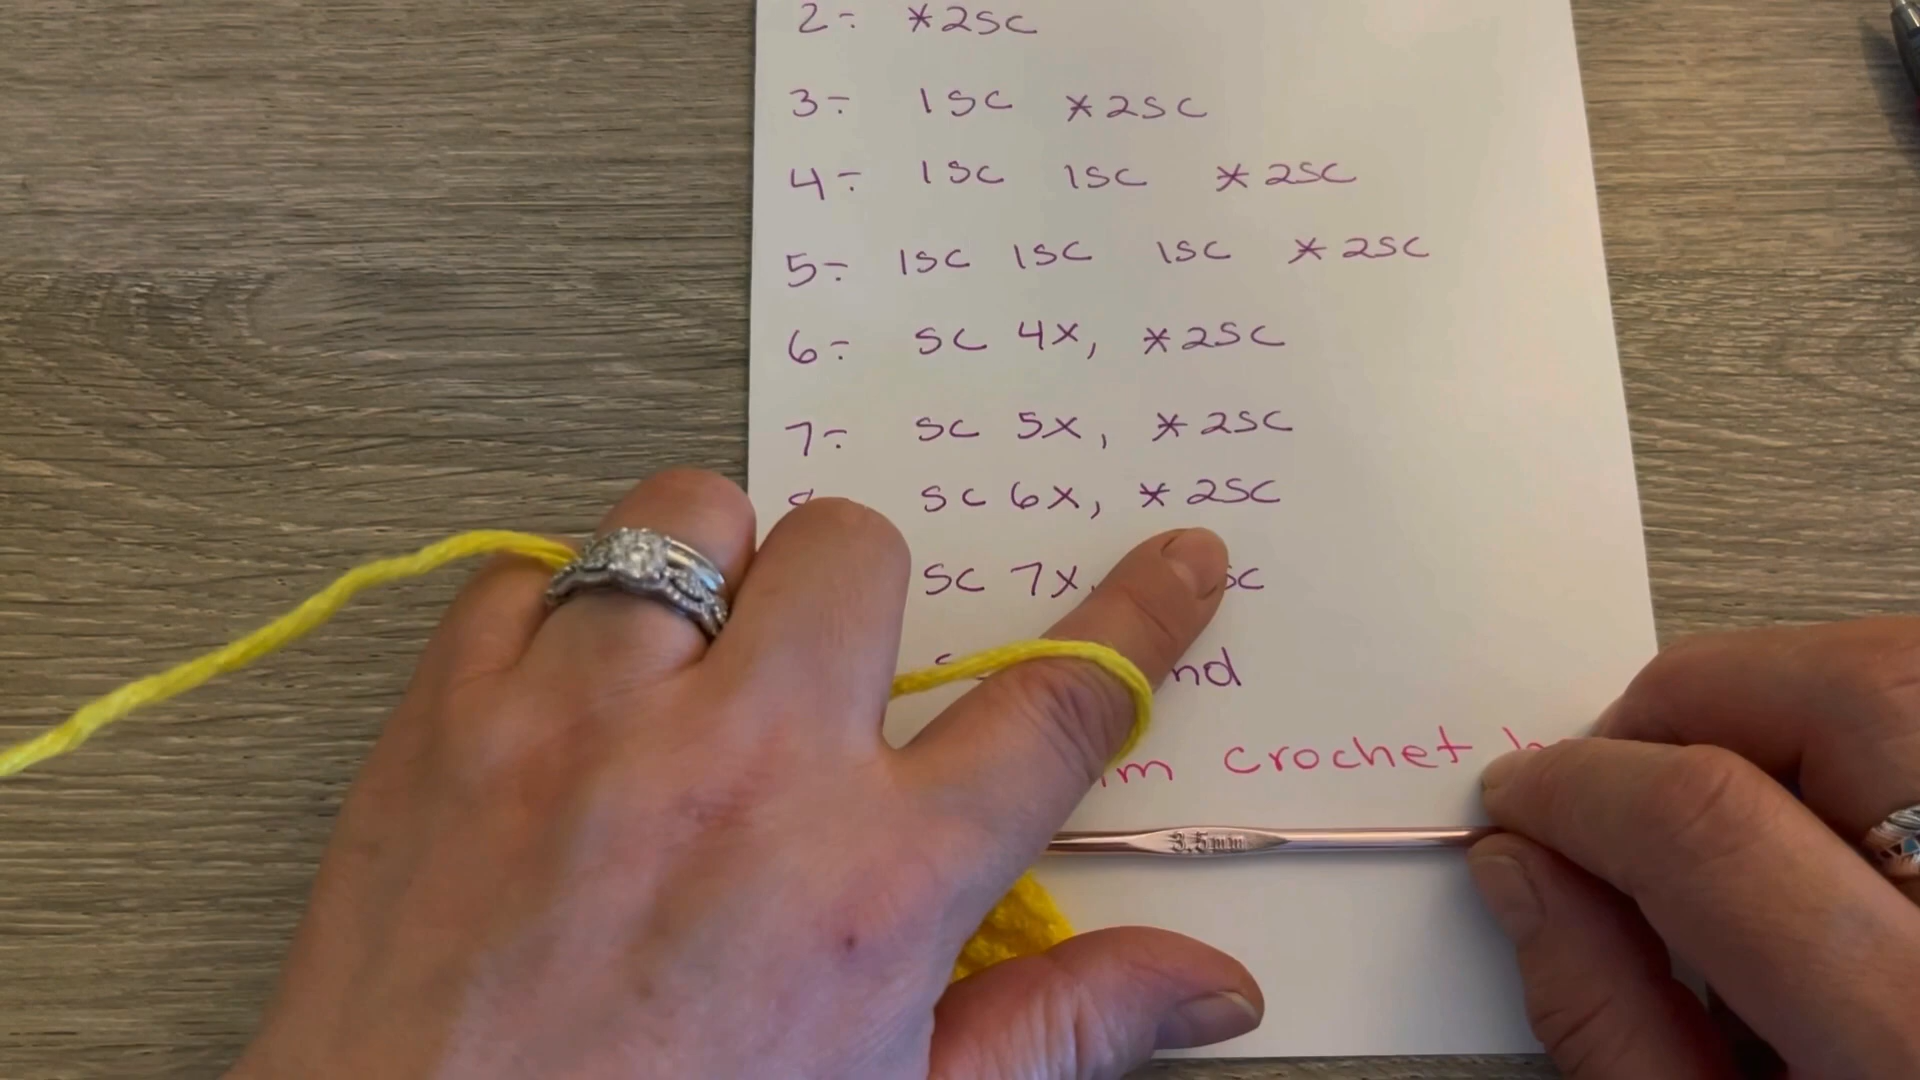 2÷ *2SC
3÷ 1SC *2SC
4÷ 1SC 1SC *2SC
5÷ 1SC 1SC 1SC *2SC
6÷ SC 4X, *2SC
7÷ SC 5X, *2SC
SC 6X, *2SC
SC 7X,
crochet
3.5mm